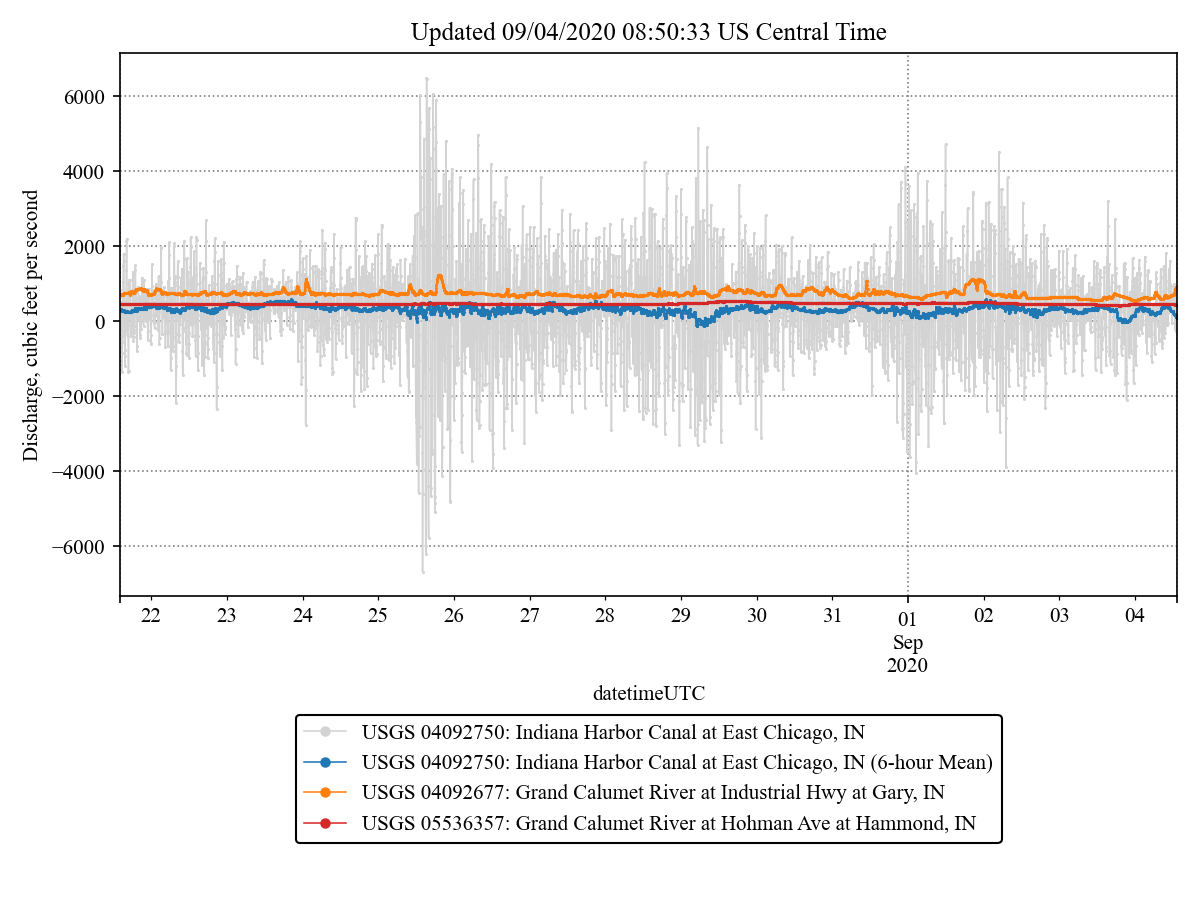 Updated 09/04/2020 08:50:33 US Central Time
Discharge, cubic feet per second
6000
4000
2000
0
−2000
−4000
−6000
22 23 24 25 26 27 28 29 30 31 01 02 03 04
Sep
2020
datetimeUTC
USGS 04092750: Indiana Harbor Canal at East Chicago, IN
USGS 04092750: Indiana Harbor Canal at East Chicago, IN (6-hour Mean)
USGS 04092677: Grand Calumet River at Industrial Hwy at Gary, IN
USGS 05536357: Grand Calumet River at Hohman Ave at Hammond, IN